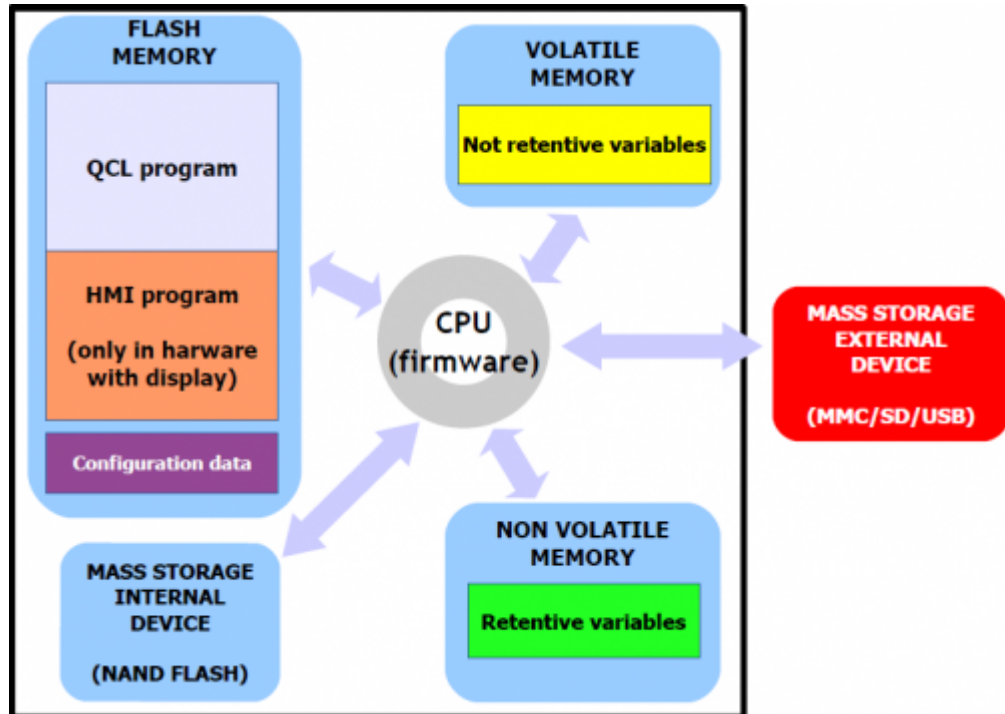 FLASH
MEMORY
QCL program
HMI program
(only in harware
with display)
Configuration data
VOLATILE
MEMORY
Not retentive variables
CPU
(firmware)
MASS STORAGE
EXTERNAL
DEVICE
(MMC/SD/USB)
MASS STORAGE
INTERNAL
DEVICE
(NAND FLASH)
NON VOLATILE
MEMORY
Retentive variables